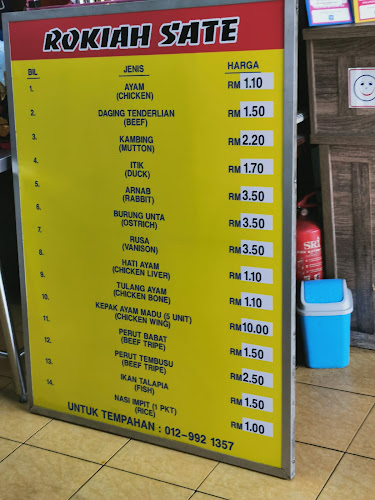 ROKIAH SATE
BIL JENIS HARGA
1. AYAM RM 1.10
(CHICKEN)
2. DAGING TENDERLIAN RM 1.50
(BEEF)
3. KAMBING RM 2.20
(MUTTON)
4. ITIK RM 1.70
(DUCK)
5. ARNAB RM 3.50
(RABBIT)
6. BURUNG UNTA RM 3.50
(OSTRICH)
7. RUSA RM 3.50
(VANISON)
8. HATI AYAM RM 1.10
(CHICKEN LIVER)
9. TULANG AYAM RM 1.10
(CHICKEN BONE)
10. KEPAK AYAM MADU (5 UNIT) RM 10.00
(CHICKEN WING)
11. PERUT BABAT RM 1.50
(BEEF TRIPE)
12. PERUT TEMBUSU RM 2.50
(BEEF TRIPE)
13. IKAN TALAPIA RM 1.50
(FISH)
14. NASI IMPIT (1 PKT) RM 1.00
(RICE)
UNTUK TEMPAHAN : 012-992 1357